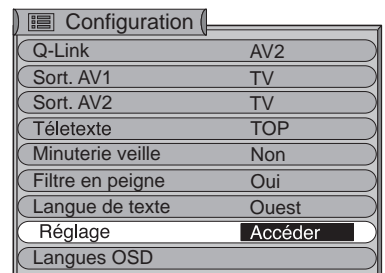 Configuration
Q-Link AV2
Sort. AV1 TV
Sort. AV2 TV
Téletexte TOP
Minuterie veille Non
Filtre en peigne Oui
Langue de texte Ouest
Réglage Accéder
Langues OSD